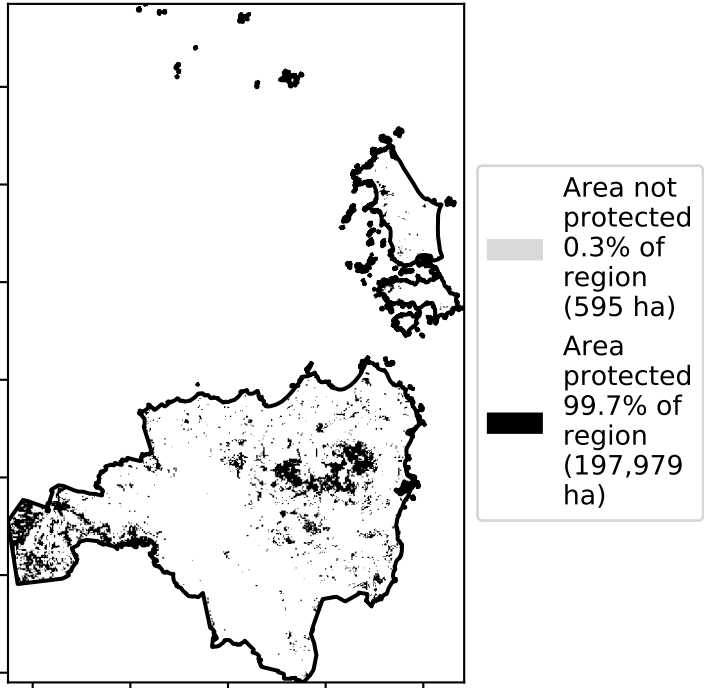 Area not
protected
0.3% of
region
(595 ha)
Area
protected
99.7% of
region
(197,979
ha)